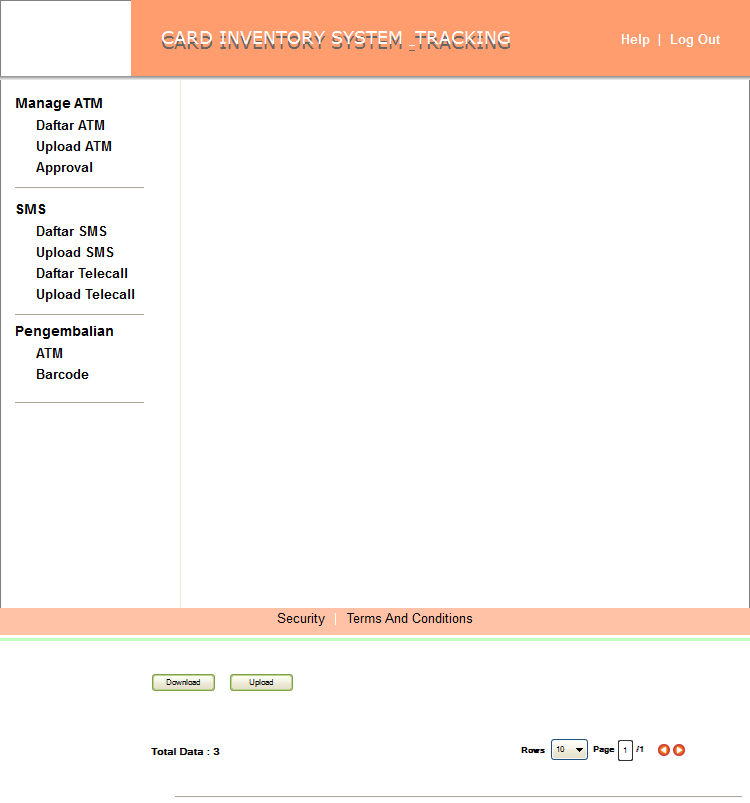 CARD INVENTORY SYSTEM _TRACKING
Help | Log Out
Manage ATM
Daftar ATM
Upload ATM
Approval
SMS
Daftar SMS
Upload SMS
Daftar Telecall
Upload Telecall
Pengembalian
ATM
Barcode
Security | Terms And Conditions
Download Upload
Total Data : 3 Rows 10 Page 1 /1